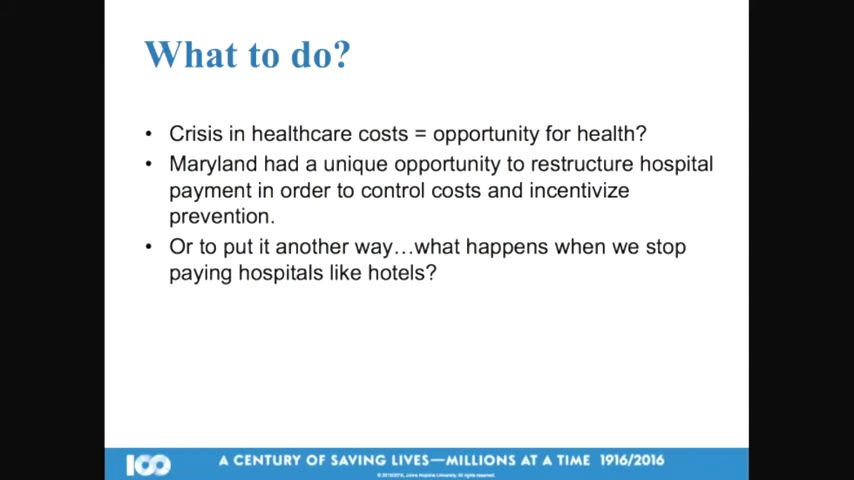 What to do?
• Crisis in healthcare costs = opportunity for health?
• Maryland had a unique opportunity to restructure hospital
payment in order to control costs and incentivize
prevention.
• Or to put it another way…what happens when we stop
paying hospitals like hotels?
100 A CENTURY OF SAVING LIVES—MILLIONS AT A TIME 1916/2016